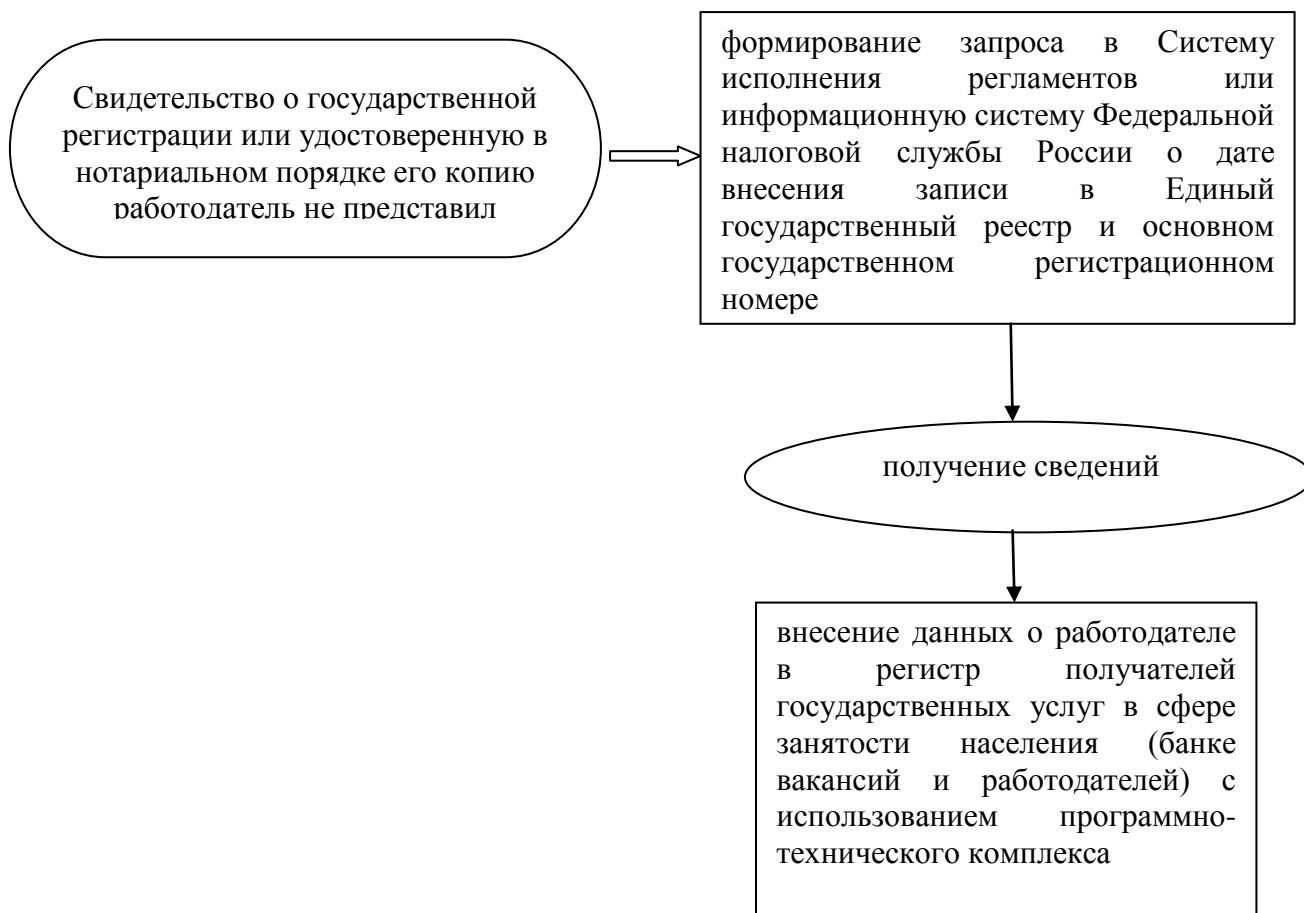 Свидетельство о государственной
регистрации или удостоверенную в
нотариальном порядке его копию
работодатель не представил
формирование запроса в Систему
исполнения регламентов или
информационную систему Федеральной
налоговой службы России о дате
внесения записи в Единый
государственный реестр и основном
государственном регистрационном
номере
получение сведений
внесение данных о работодателе
в регистр получателей
государственных услуг в сфере
занятости населения (банке
вакансий и работодателей) с
использованием программно-
технического комплекса